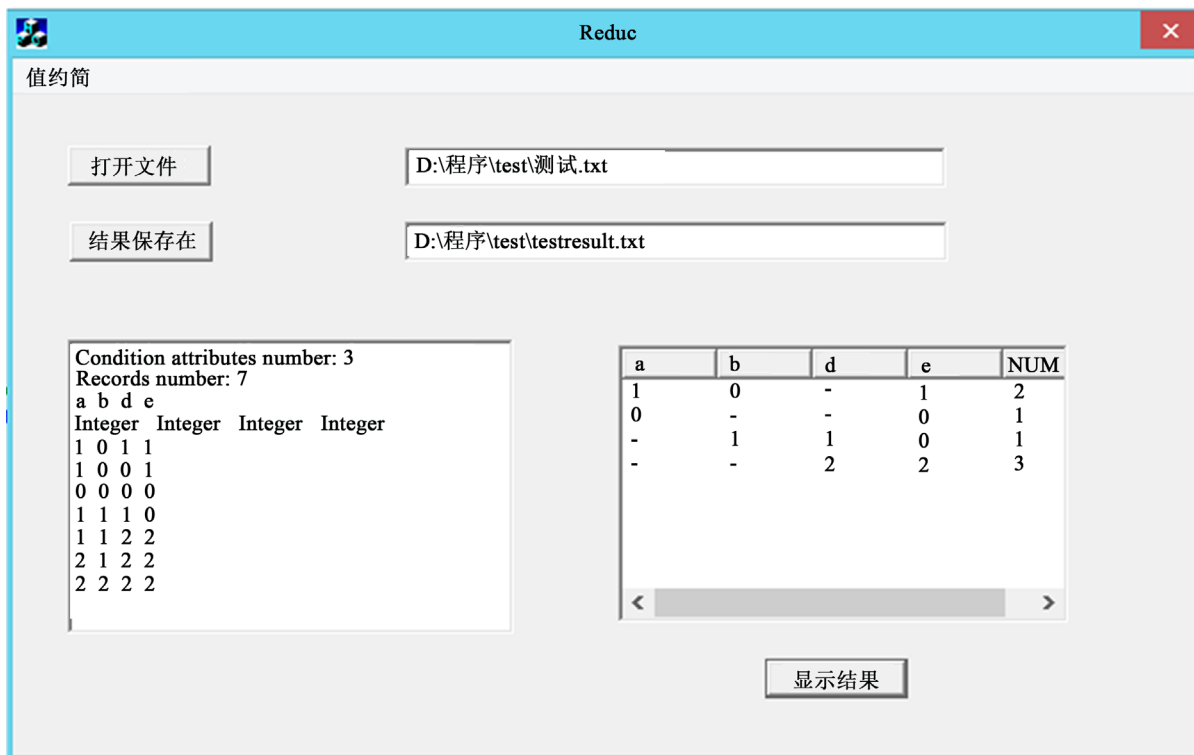 Reduc
值约简
打开文件
D:\程序\test\测试.txt
结果保存在
D:\程序\test\testresult.txt
Condition attributes number: 3
Records number: 7
a b d e
Integer Integer Integer Integer
1 0 1 1
1 0 0 1
0 0 0 0
1 1 1 0
1 1 2 2
2 1 2 2
2 2 2 2
a b d e NUM
1 0 - 1 2
0 - - 0 1
- 1 1 0 1
- - 2 2 3
显示结果